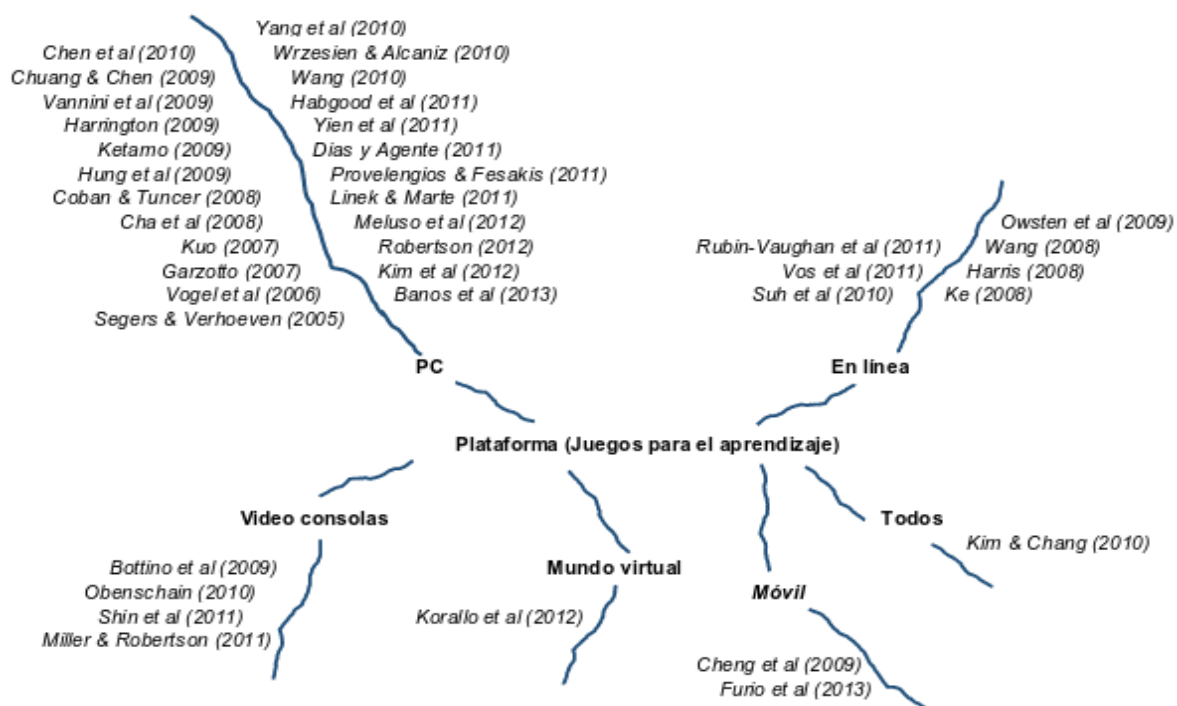 Yang et al (2010)
Chen et al (2010)
Wrzesien & Alcaniz (2010)
Chuang & Chen (2009)
Wang (2010)
Vannini et al (2009)
Habgood et al (2011)
Harrington (2009)
Yien et al (2011)
Ketamo (2009)
Dias y Agente (2011)
Hung et al (2009)
Provelengios & Fesakis (2011)
Coban & Tuncer (2008)
Linek & Marte (2011)
Cha et al (2008)
Meluso et al (2012)
Kuo (2007)
Robertson (2012)
Garzotto (2007)
Kim et al (2012)
Vogel et al (2006)
Banos et al (2013)
Segers & Verhoeven (2005)
PC
Owsten et al (2009)
Rubin-Vaughan et al (2011)
Wang (2008)
Vos et al (2011)
Harris (2008)
Suh et al (2010)
Ke (2008)
En línea
Plataforma (Juegos para el aprendizaje)
Video consolas
Bottino et al (2009)
Obenschain (2010)
Shin et al (2011)
Miller & Robertson (2011)
Mundo virtual
Korallo et al (2012)
Móvil
Cheng et al (2009)
Furio et al (2013)
Todos
Kim & Chang (2010)